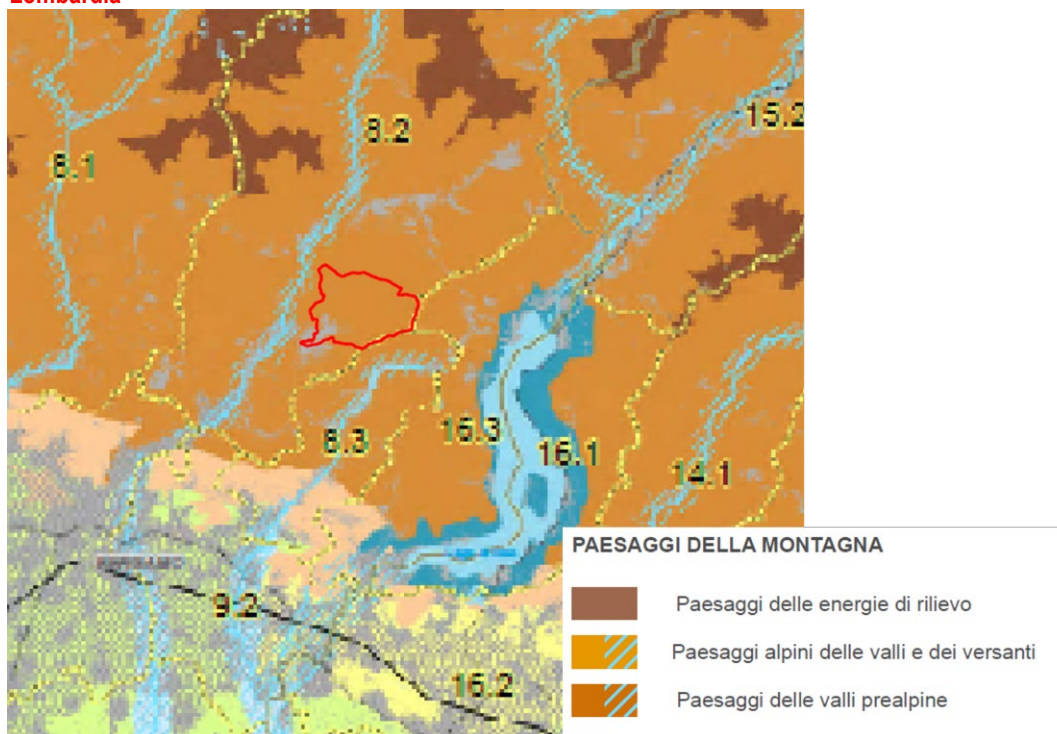 Lombardia
8.2
15.2
8.1
8.3
16.3
16.1
14.1
9.2
16.2
PAESAGGI DELLA MONTAGNA
Paesaggi delle energie di rilievo
Paesaggi alpini delle valli e dei versanti
Paesaggi delle valli prealpine